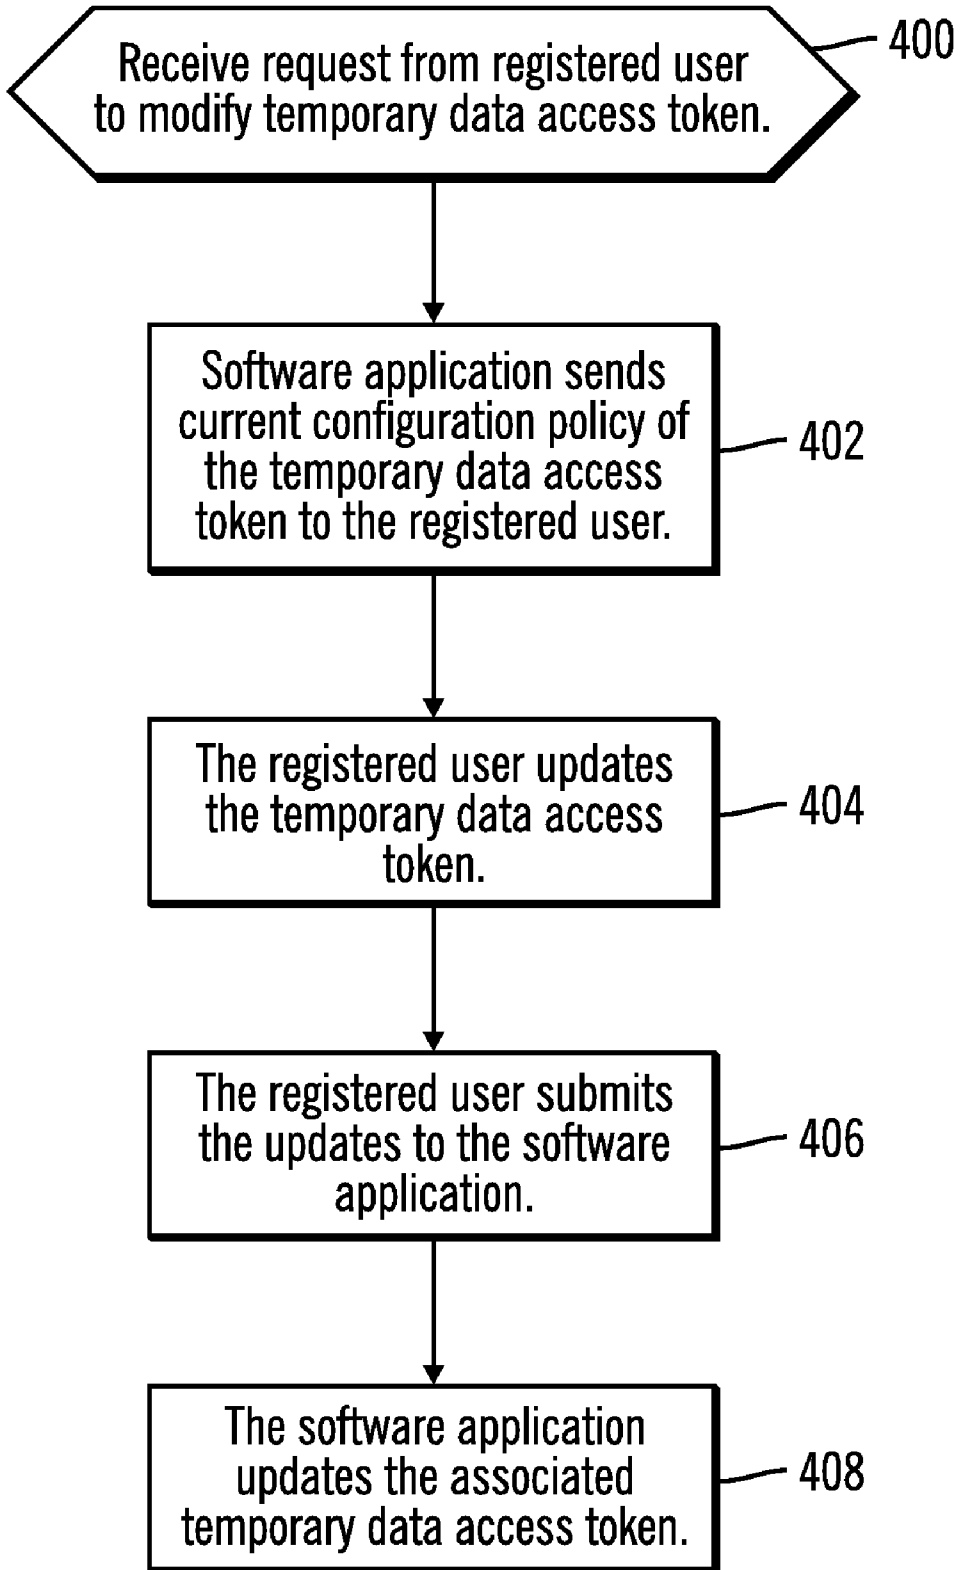 Receive request from registered user
to modify temporary data access token.
400
Software application sends
current configuration policy of
the temporary data access
token to the registered user.
402
The registered user updates
the temporary data access
token.
404
The registered user submits
the updates to the software
application.
406
The software application
updates the associated
temporary data access token.
408